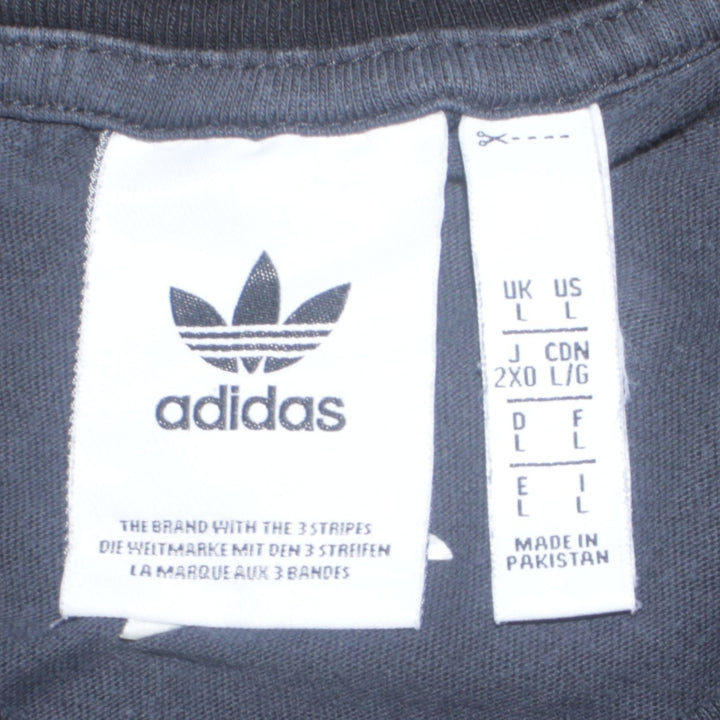 adidas
THE BRAND WITH THE 3 STRIPES
DIE WELTMARKE MIT DEN 3 STREIFEN
LA MARQUE AUX 3 BANDES
UK US
L L
J CDN
2XO L/G
D F
L L
E I
L L
MADE IN
PAKISTAN